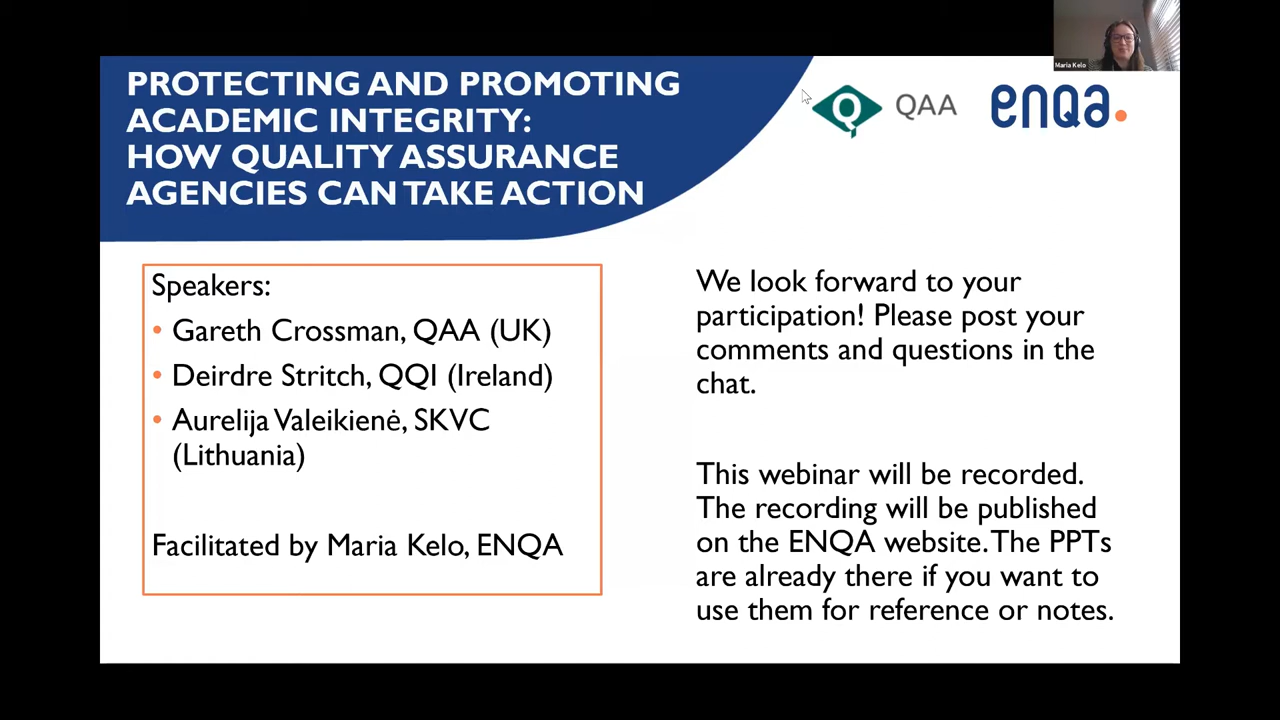 PROTECTING AND PROMOTING
ACADEMIC INTEGRITY:
HOW QUALITY ASSURANCE
AGENCIES CAN TAKE ACTION
Q QAA
enqa.
Maria Kelo
Speakers:
• Gareth Crossman, QAA (UK)
• Deirdre Stritch, QQI (Ireland)
• Aurelija Valeikienė, SKVC
(Lithuania)
Facilitated by Maria Kelo, ENQA
We look forward to your
participation! Please post your
comments and questions in the
chat.
This webinar will be recorded.
The recording will be published
on the ENQA website. The PPTs
are already there if you want to
use them for reference or notes.